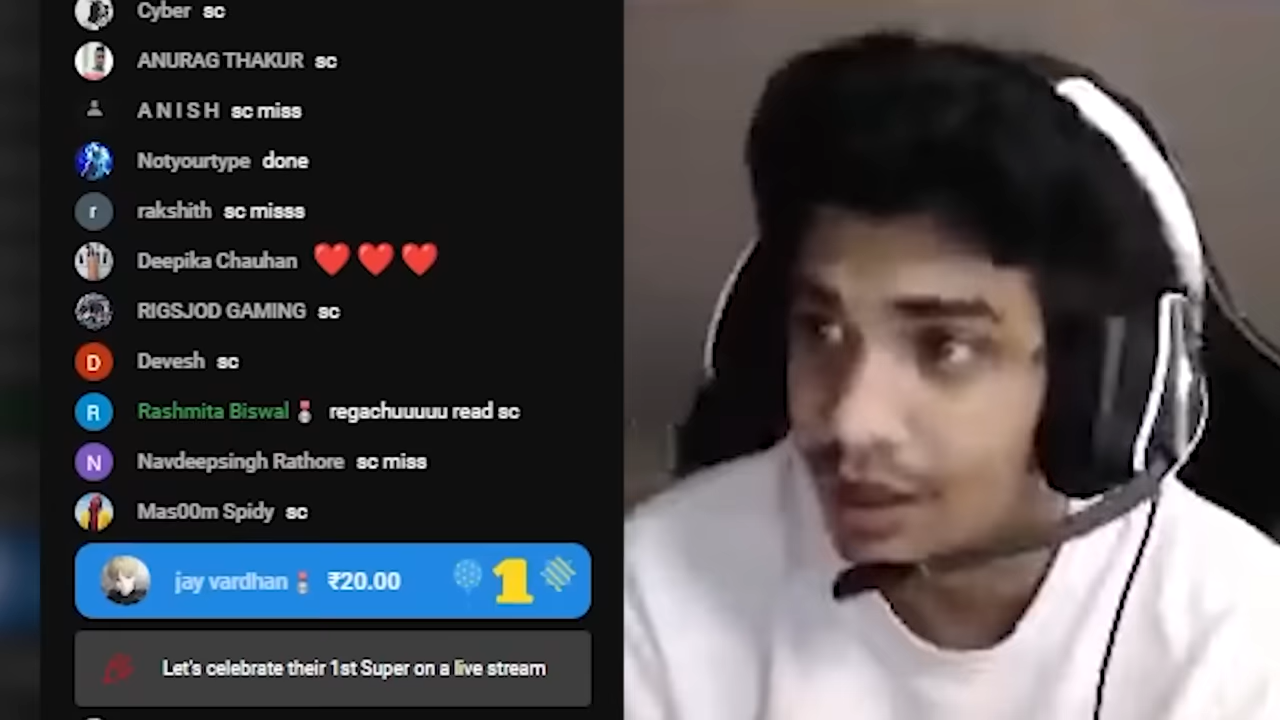 Cyber sc
ANURAG THAKUR sc
A N I S H sc miss
Notyourtype done
r rakshith sc misss
Deepika Chauhan ❤️❤️❤️
RIGSJOD GAMING sc
D Devesh sc
R Rashmita Biswal regachuuuuu read sc
N Navdeepsingh Rathore sc miss
Mas00m Spidy sc
jay vardhan ₹20.00 1
Let's celebrate their 1st Super on a live stream